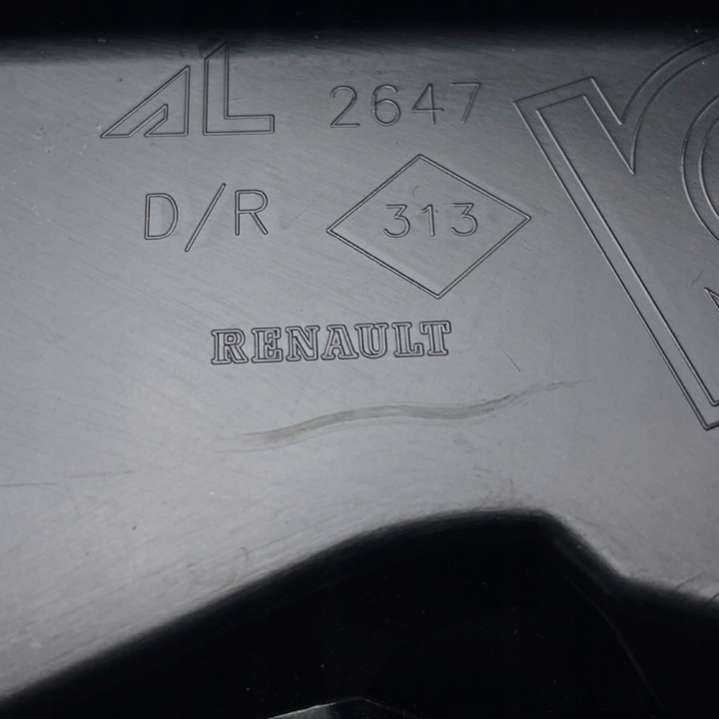 AL 2647
D/R 313
RENAULT